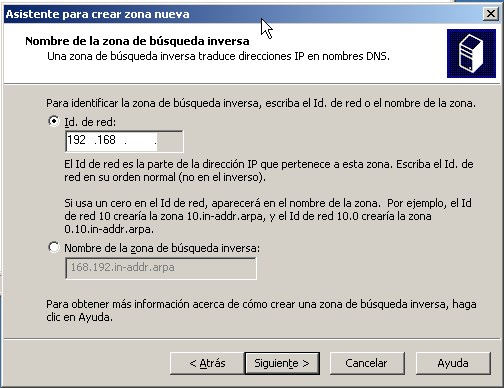 Asistente para crear zona nueva
Nombre de la zona de búsqueda inversa
Una zona de búsqueda inversa traduce direcciones IP en nombres DNS.
Para identificar la zona de búsqueda inversa, escriba el Id. de red o el nombre de la zona.
Id. de red:
192 .168 . .
El Id de red es la parte de la dirección IP que pertenece a esta zona. Escriba el Id. de
red en su orden normal (no en el inverso).
Si usa un cero en el Id de red, aparecerá en el nombre de la zona. Por ejemplo, el Id
de red 10 crearía la zona 10.in-addr.arpa, y el Id de red 10.0 crearía la zona
0.10.in-addr.arpa.
Nombre de la zona de búsqueda inversa:
168.192.in-addr.arpa
Para obtener más información acerca de cómo crear una zona de búsqueda inversa, haga
clic en Ayuda.
< Atrás Siguiente > Cancelar Ayuda